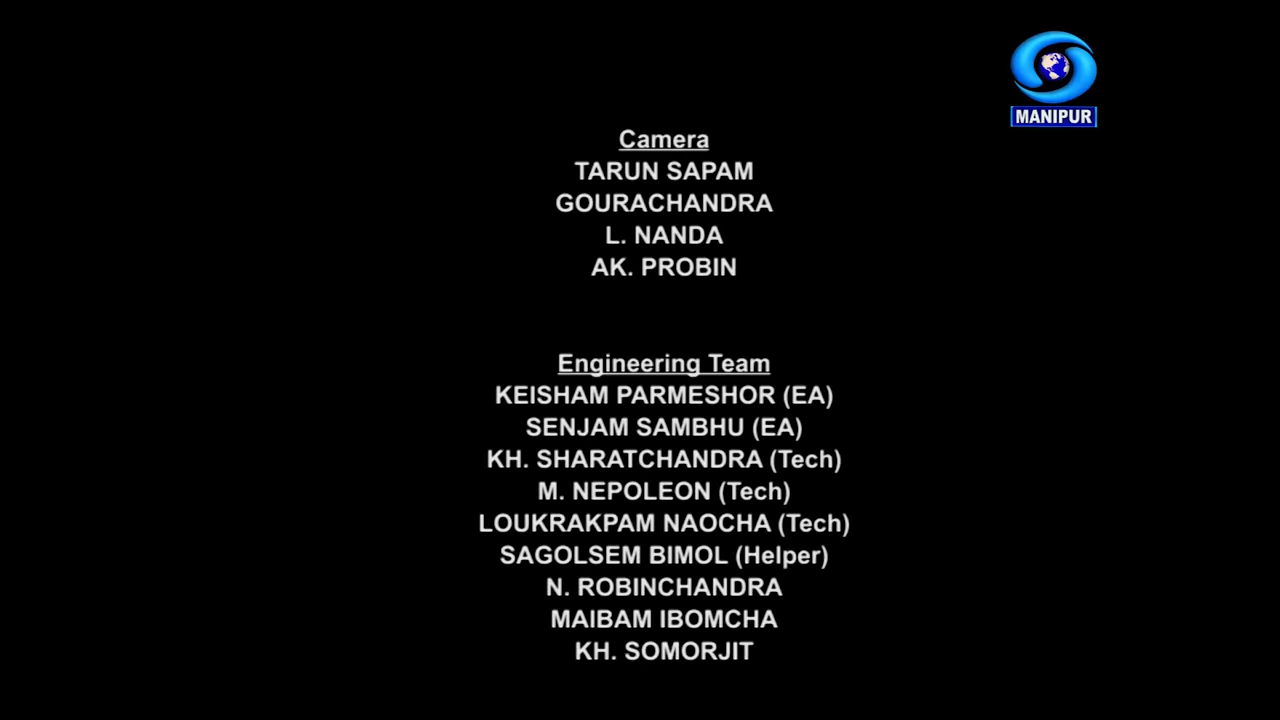 MANIPUR
Camera
TARUN SAPAM
GOURACHANDRA
L. NANDA
AK. PROBIN
Engineering Team
KEISHAM PARMESHOR (EA)
SENJAM SAMBHU (EA)
KH. SHARATCHANDRA (Tech)
M. NEPOLEON (Tech)
LOUKRAKPAM NAOCHA (Tech)
SAGOLSEM BIMOL (Helper)
N. ROBINCHANDRA
MAIBAM IBOMCHA
KH. SOMORJIT